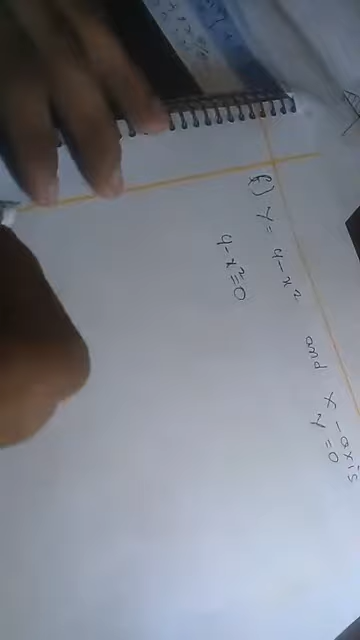 f) y = 4-x² and x-axis
y=0
4-x²=0